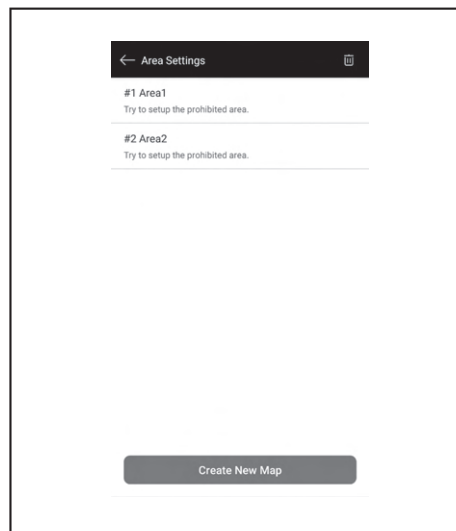 Area Settings
#1 Area1
Try to setup the prohibited area.
#2 Area2
Try to setup the prohibited area.
Create New Map